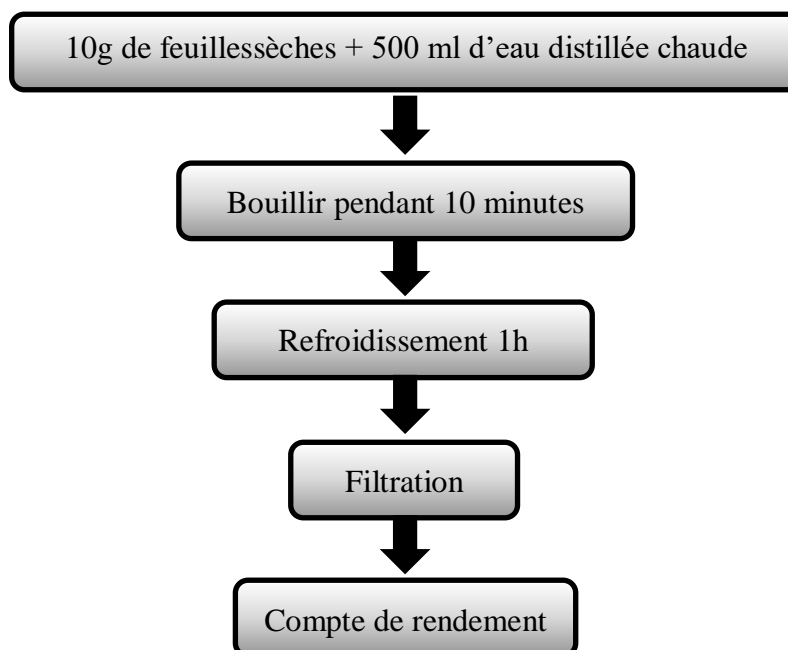 10g de feuillessèches + 500 ml d’eau distillée chaude
Bouillir pendant 10 minutes
Refroidissement 1h
Filtration
Compte de rendement